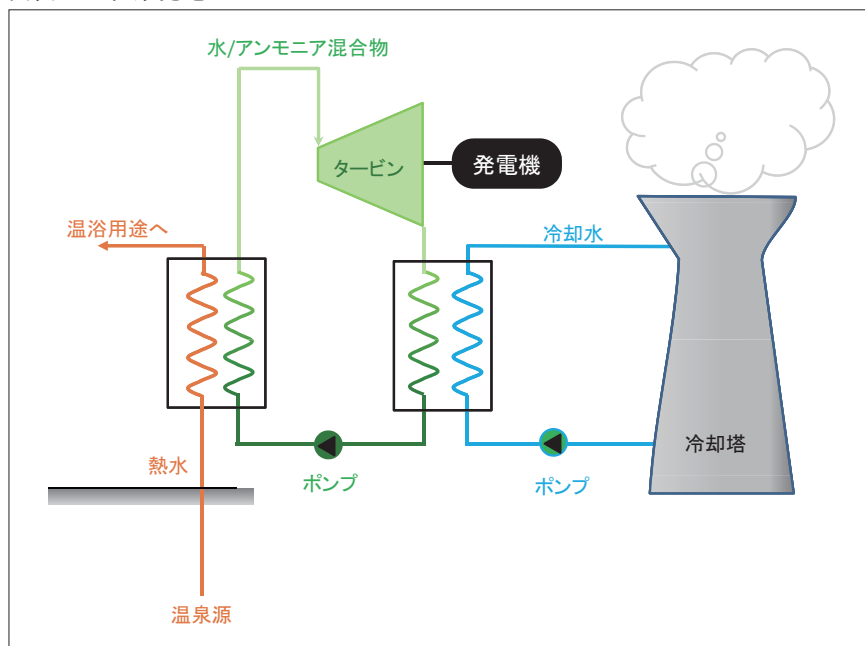 水/アンモニア混合物
タービン
発電機
温浴用途へ
冷却水
冷却塔
熱水
ポンプ
ポンプ
温泉源